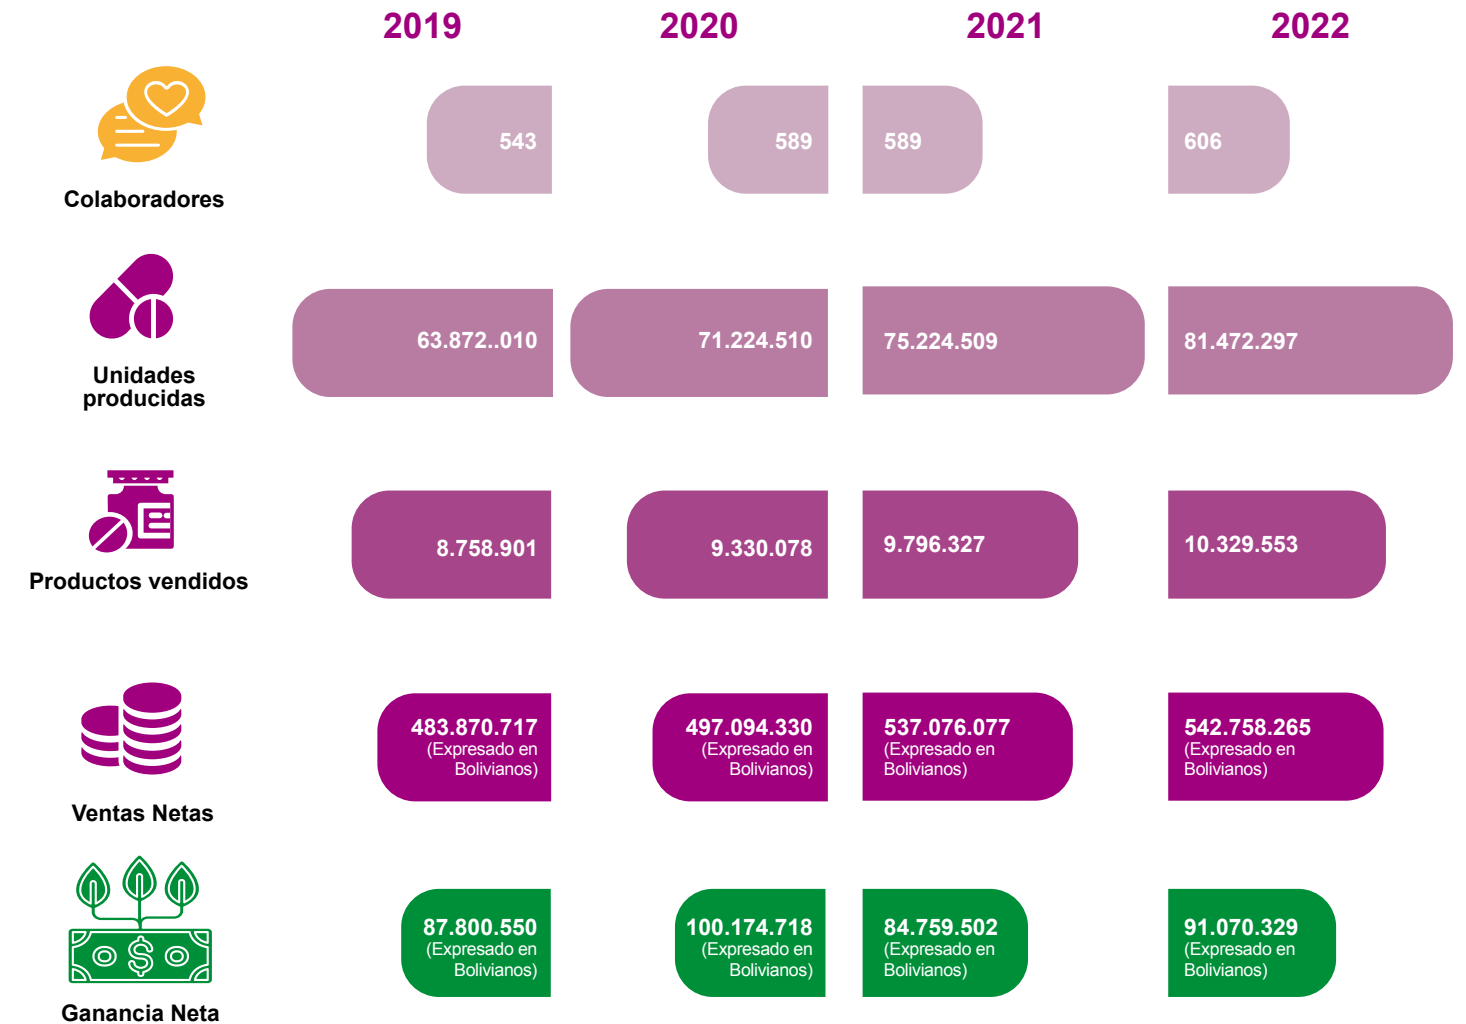 2019 2020 2021 2022
543 589 589 606
Colaboradores
63.872..010 71.224.510 75.224.509 81.472.297
Unidades
producidas
8.758.901 9.330.078 9.796.327 10.329.553
Productos vendidos
483.870.717 497.094.330 537.076.077 542.758.265
(Expresado en (Expresado en (Expresado en (Expresado en
Bolivianos) Bolivianos) Bolivianos) Bolivianos)
Ventas Netas
87.800.550 100.174.718 84.759.502 91.070.329
(Expresado en (Expresado en (Expresado en (Expresado en
Bolivianos) Bolivianos) Bolivianos) Bolivianos)
$
Ganancia Neta